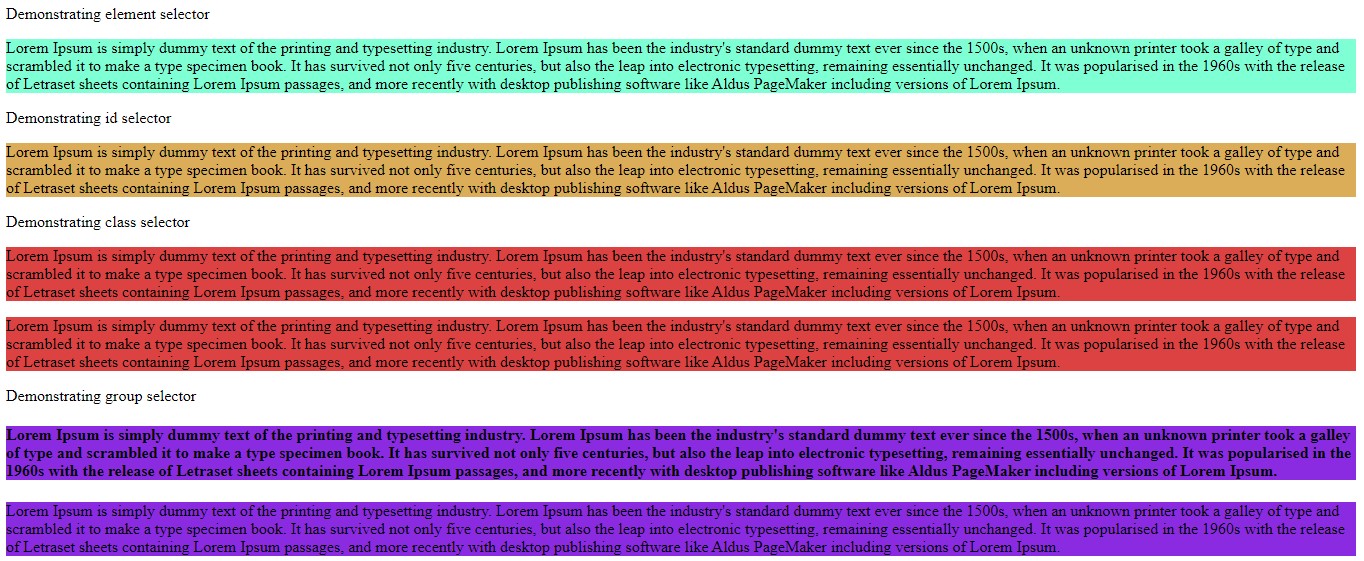 Demonstrating element selector
Lorem Ipsum is simply dummy text of the printing and typesetting industry. Lorem Ipsum has been the industry's standard dummy text ever since the 1500s, when an unknown printer took a galley of type and
scrambled it to make a type specimen book. It has survived not only five centuries, but also the leap into electronic typesetting, remaining essentially unchanged. It was popularised in the 1960s with the release
of Letraset sheets containing Lorem Ipsum passages, and more recently with desktop publishing software like Aldus PageMaker including versions of Lorem Ipsum.
Demonstrating id selector
Lorem Ipsum is simply dummy text of the printing and typesetting industry. Lorem Ipsum has been the industry's standard dummy text ever since the 1500s, when an unknown printer took a galley of type and
scrambled it to make a type specimen book. It has survived not only five centuries, but also the leap into electronic typesetting, remaining essentially unchanged. It was popularised in the 1960s with the release
of Letraset sheets containing Lorem Ipsum passages, and more recently with desktop publishing software like Aldus PageMaker including versions of Lorem Ipsum.
Demonstrating class selector
Lorem Ipsum is simply dummy text of the printing and typesetting industry. Lorem Ipsum has been the industry's standard dummy text ever since the 1500s, when an unknown printer took a galley of type and
scrambled it to make a type specimen book. It has survived not only five centuries, but also the leap into electronic typesetting, remaining essentially unchanged. It was popularised in the 1960s with the release
of Letraset sheets containing Lorem Ipsum passages, and more recently with desktop publishing software like Aldus PageMaker including versions of Lorem Ipsum.
Lorem Ipsum is simply dummy text of the printing and typesetting industry. Lorem Ipsum has been the industry's standard dummy text ever since the 1500s, when an unknown printer took a galley of type and
scrambled it to make a type specimen book. It has survived not only five centuries, but also the leap into electronic typesetting, remaining essentially unchanged. It was popularised in the 1960s with the release
of Letraset sheets containing Lorem Ipsum passages, and more recently with desktop publishing software like Aldus PageMaker including versions of Lorem Ipsum.
Demonstrating group selector
Lorem Ipsum is simply dummy text of the printing and typesetting industry. Lorem Ipsum has been the industry's standard dummy text ever since the 1500s, when an unknown printer took a galley
of type and scrambled it to make a type specimen book. It has survived not only five centuries, but also the leap into electronic typesetting, remaining essentially unchanged. It was popularised in the
1960s with the release of Letraset sheets containing Lorem Ipsum passages, and more recently with desktop publishing software like Aldus PageMaker including versions of Lorem Ipsum.
Lorem Ipsum is simply dummy text of the printing and typesetting industry. Lorem Ipsum has been the industry's standard dummy text ever since the 1500s, when an unknown printer took a galley of type and
scrambled it to make a type specimen book. It has survived not only five centuries, but also the leap into electronic typesetting, remaining essentially unchanged. It was popularised in the 1960s with the release
of Letraset sheets containing Lorem Ipsum passages, and more recently with desktop publishing software like Aldus PageMaker including versions of Lorem Ipsum.